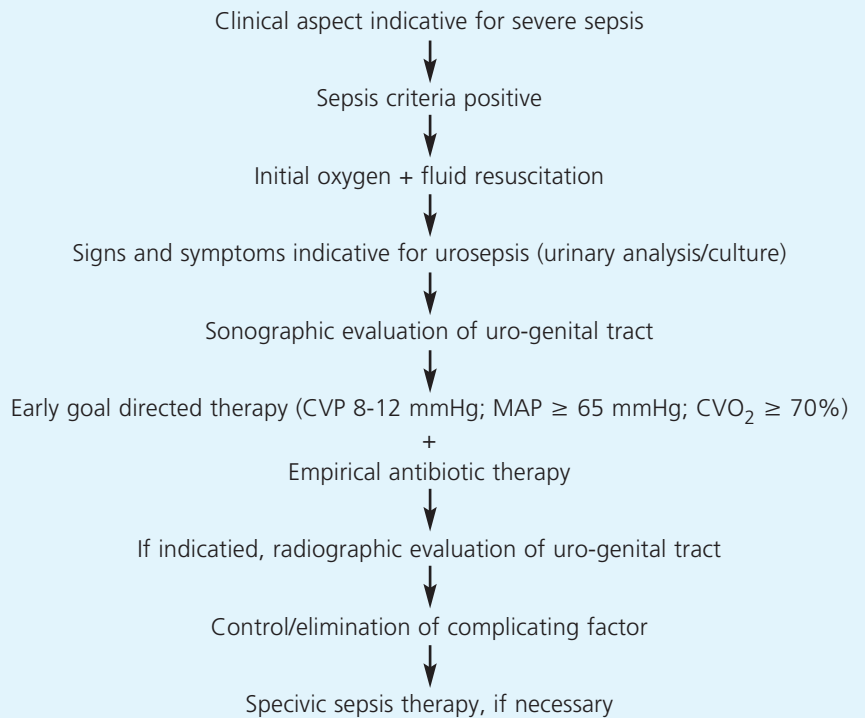 Clinical aspect indicative for severe sepsis
Sepsis criteria positive
Initial oxygen + fluid resuscitation
Signs and symptoms indicative for urosepsis (urinary analysis/culture)
Sonographic evaluation of uro-genital tract
Early goal directed therapy (CVP 8-12 mmHg; MAP ≥ 65 mmHg; CVO₂ ≥ 70%)
+
Empirical antibiotic therapy
If indicatied, radiographic evaluation of uro-genital tract
Control/elimination of complicating factor
Specivic sepsis therapy, if necessary